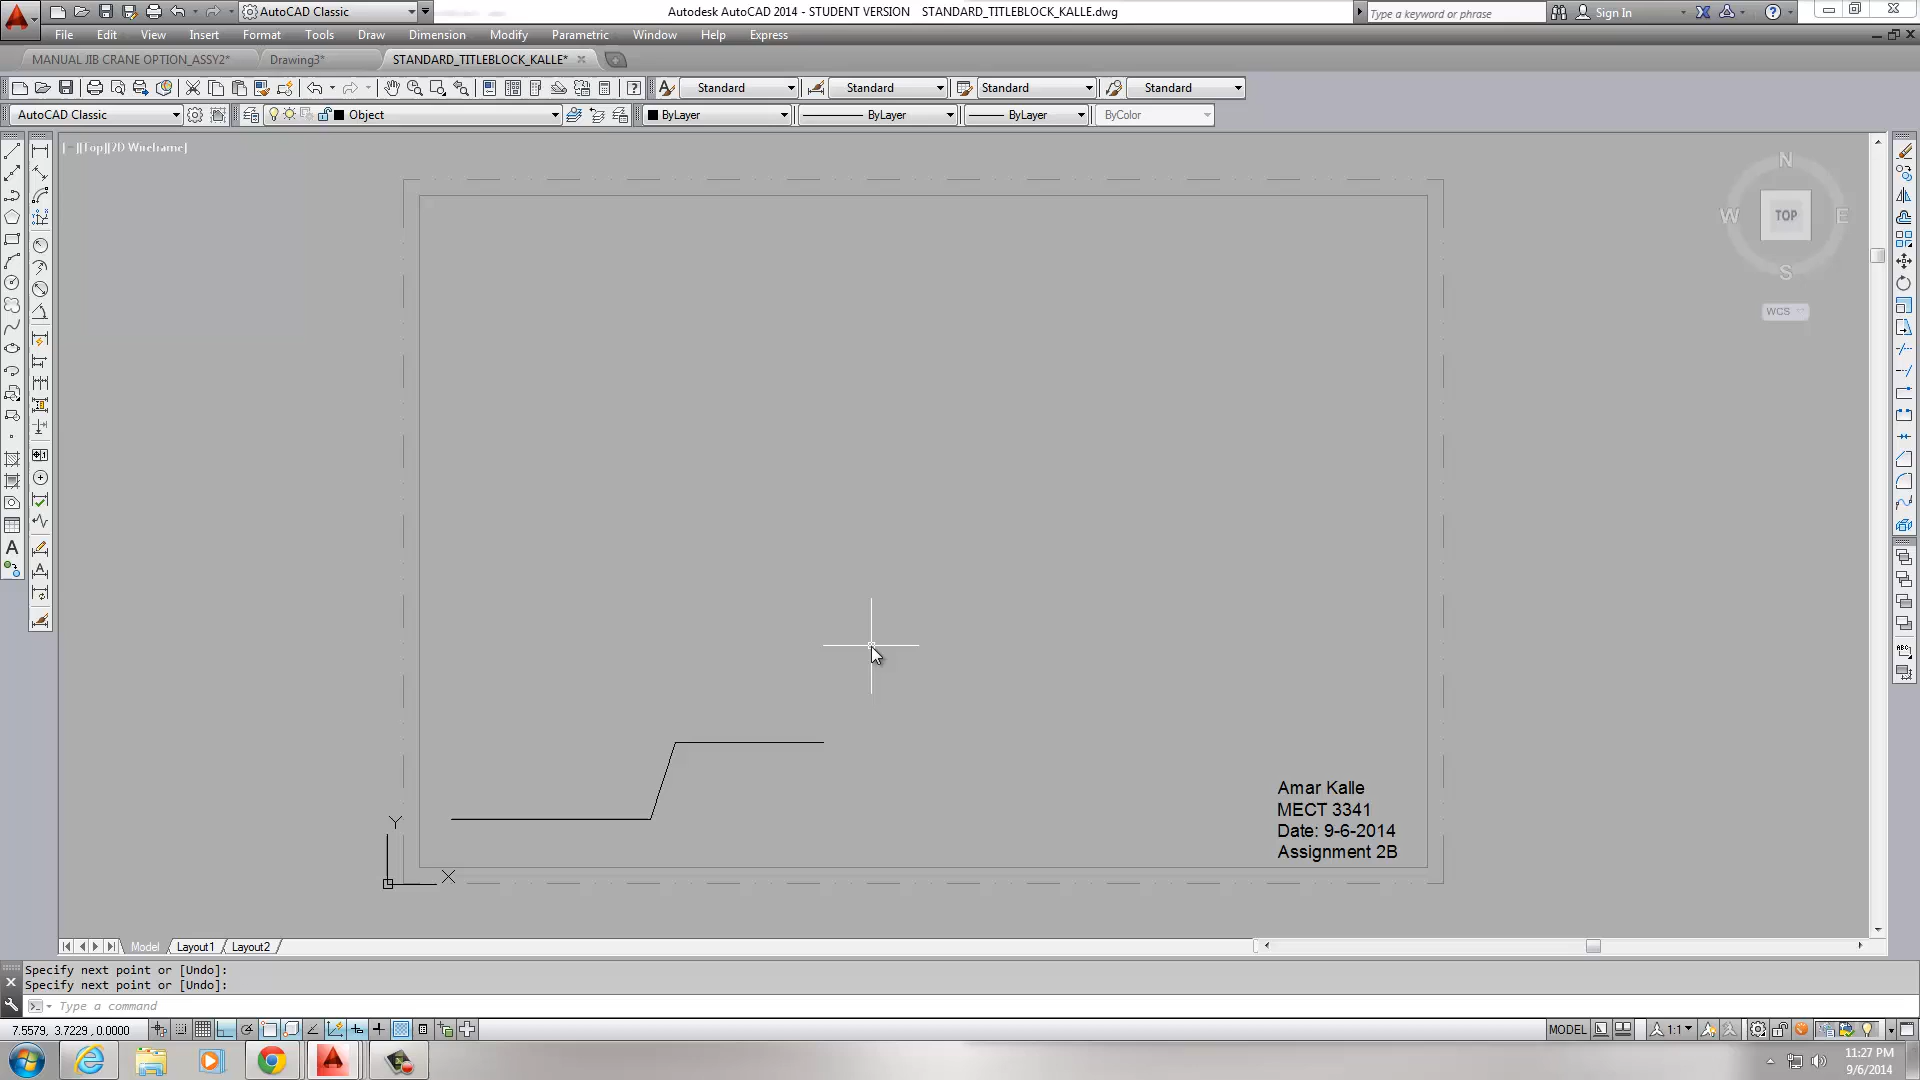 AutoCAD Classic
Autodesk AutoCAD 2014 - STUDENT VERSION STANDARD_TITLEBLOCK_KALLE.dwg
Type a keyword or phrase
Sign In
File Edit View Insert Format Tools Draw Dimension Modify Parametric Window Help Express
MANUAL JIB CRANE OPTION_ASSY2* Drawing3* STANDARD_TITLEBLOCK_KALLE*
Standard Standard Standard Standard
AutoCAD Classic Object ByLayer ByLayer ByLayer ByColor
[−][Top][2D Wireframe]
N
W TOP E
S
WCS
Amar Kalle
MECT 3341
Date: 9-6-2014
Assignment 2B
Y
X
Model Layout1 Layout2
Specify next point or [Undo]:
Specify next point or [Undo]:
Type a command
7.5579, 3.7229 , 0.0000 MODEL 1:1
11:27 PM
9/6/2014